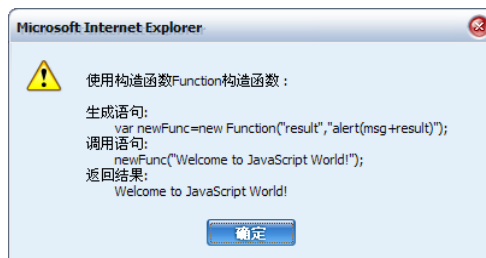 Microsoft Internet Explorer
使用构造函数Function构造函数：
生成语句:
var newFunc=new Function("result","alert(msg+result)");
调用语句:
newFunc("Welcome to JavaScript World!");
返回结果:
Welcome to JavaScript World!
确定